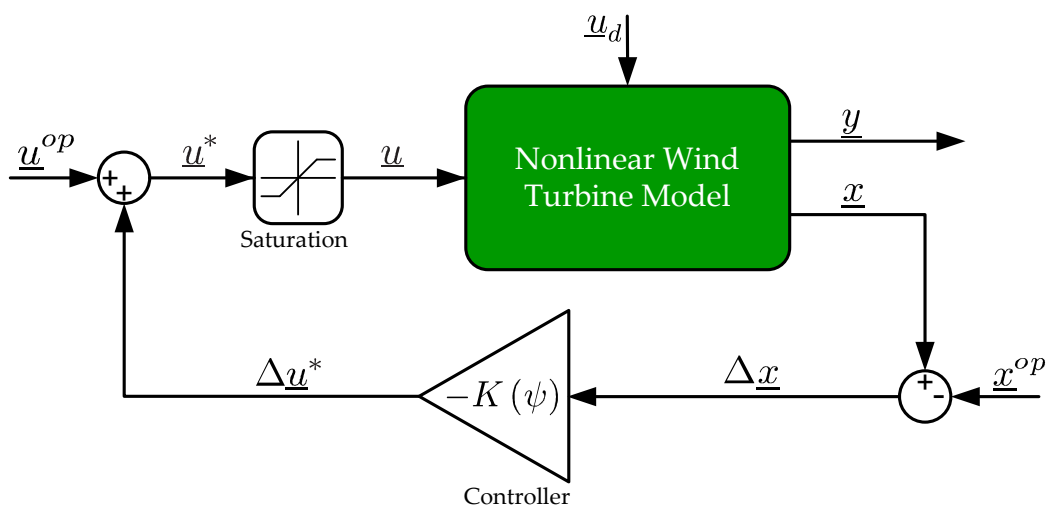 u_d
u^{op}
+
+
u^*
Saturation
u
Nonlinear Wind
Turbine Model
y
x
Δu^*
-K (ψ)
Controller
Δx
+
-
x^{op}